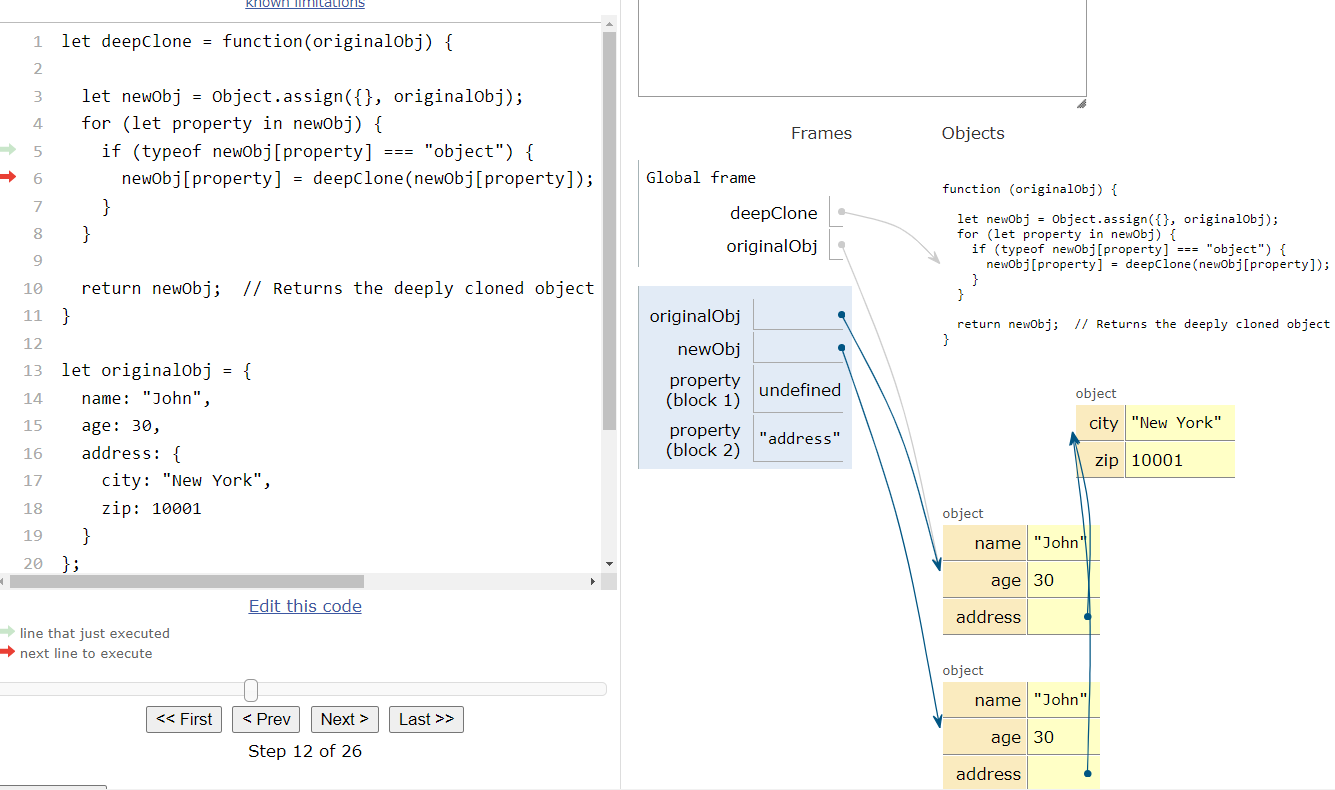 known limitations
1 let deepClone = function(originalObj) {
2
3 let newObj = Object.assign({}, originalObj);
4 for (let property in newObj) {
5 if (typeof newObj[property] === "object") {
6 newObj[property] = deepClone(newObj[property]);
7 }
8 }
9
10 return newObj;  // Returns the deeply cloned object
11 }
12
13 let originalObj = {
14 name: "John",
15 age: 30,
16 address: {
17 city: "New York",
18 zip: 10001
19 }
20 };
Edit this code
line that just executed
next line to execute
<< First < Prev Next > Last >>
Step 12 of 26
Frames Objects
Global frame
deepClone
originalObj
originalObj
newObj
property
(block 1) undefined
property
(block 2) "address"
function (originalObj) {
let newObj = Object.assign({}, originalObj);
for (let property in newObj) {
if (typeof newObj[property] === "object") {
newObj[property] = deepClone(newObj[property]);
}
}
return newObj;  // Returns the deeply cloned object
}
object
city "New York"
zip 10001
object
name "John"
age 30
address
object
name "John"
age 30
address